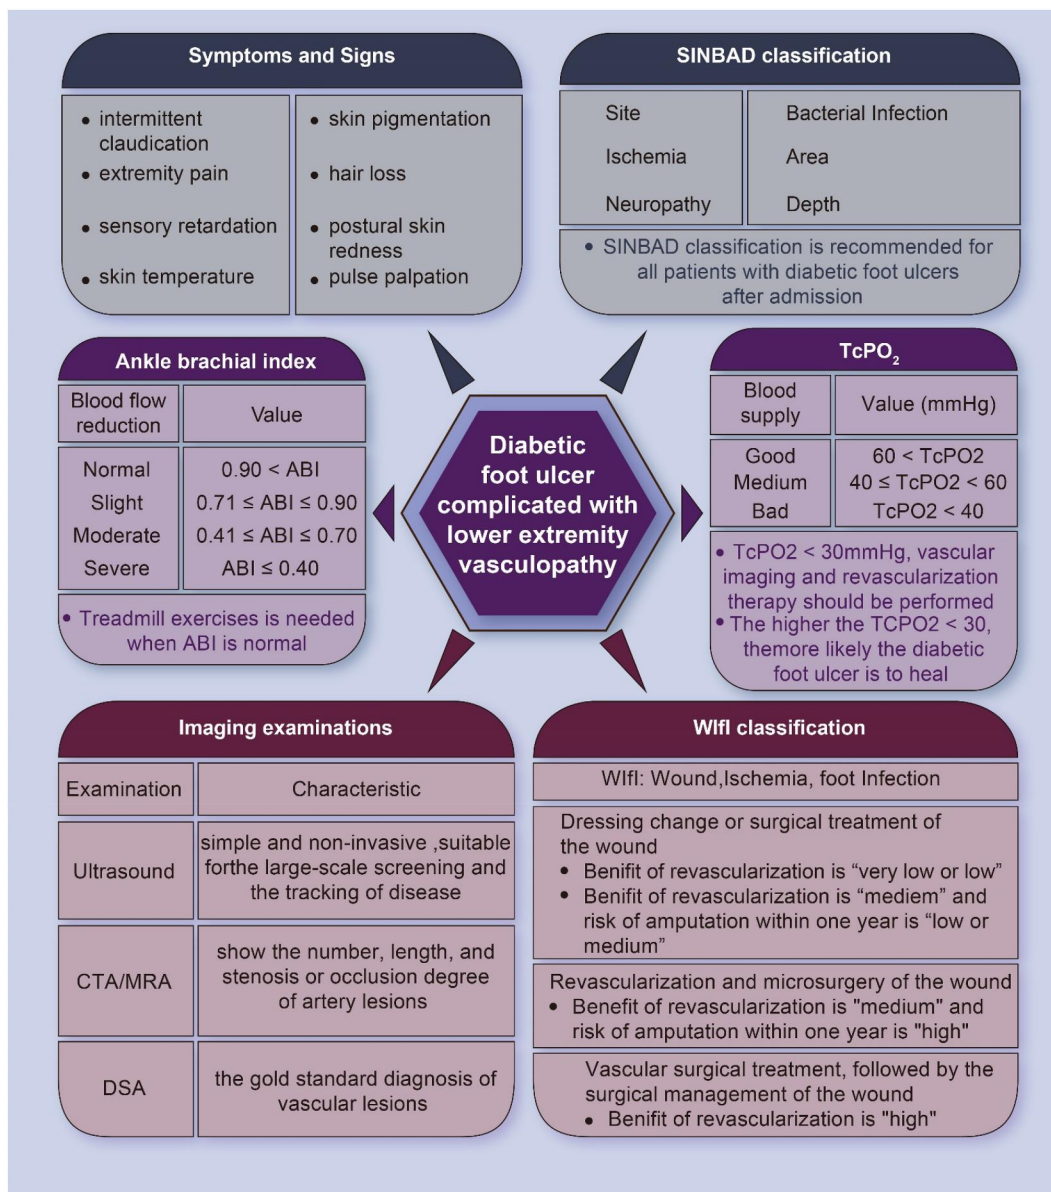 Symptoms and Signs
• intermittent
claudication
• extremity pain
• sensory retardation
• skin temperature
• skin pigmentation
• hair loss
• postural skin
redness
• pulse palpation
SINBAD classification
Site
Ischemia
Neuropathy
Bacterial Infection
Area
Depth
• SINBAD classification is recommended for
all patients with diabetic foot ulcers
after admission
Ankle brachial index
Blood flow
reduction
Value
Normal 0.90 < ABI
Slight 0.71 ≤ ABI ≤ 0.90
Moderate 0.41 ≤ ABI ≤ 0.70
Severe ABI ≤ 0.40
• Treadmill exercises is needed
when ABI is normal
Diabetic
foot ulcer
complicated with
lower extremity
vasculopathy
TcPO2
Blood
supply
Value (mmHg)
Good 60 < TcPO2
Medium 40 ≤ TcPO2 < 60
Bad TcPO2 < 40
• TcPO2 < 30mmHg, vascular
imaging and revascularization
therapy should be performed
• The higher the TCPO2 < 30,
themore likely the diabetic
foot ulcer is to heal
Imaging examinations
Examination Characteristic
Ultrasound
simple and non-invasive ,suitable
forthe large-scale screening and
the tracking of disease
CTA/MRA
show the number, length, and
stenosis or occlusion degree
of artery lesions
DSA
the gold standard diagnosis of
vascular lesions
WIfI classification
WIfI: Wound,Ischemia, foot Infection
Dressing change or surgical treatment of
the wound
• Benifit of revascularization is “very low or low”
• Benifit of revascularization is “mediem” and
risk of amputation within one year is “low or
medium”
Revascularization and microsurgery of the wound
• Benefit of revascularization is "medium" and
risk of amputation within one year is "high"
Vascular surgical treatment, followed by the
surgical management of the wound
• Benifit of revascularization is "high"